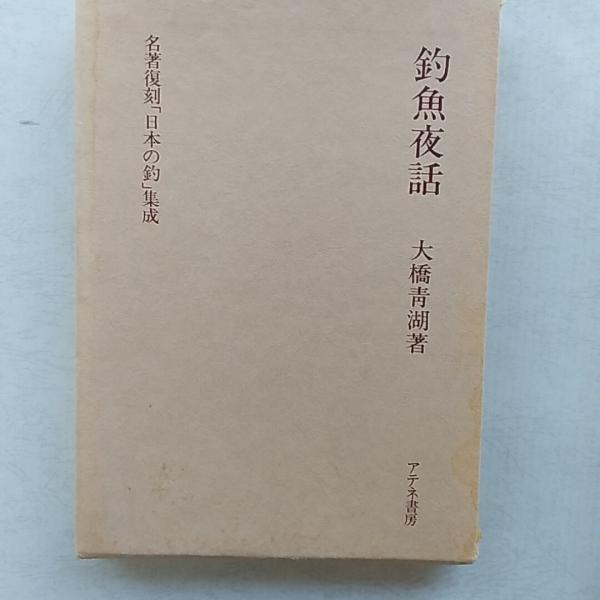 釣魚夜話
大橋青湖著
アテネ書房
名著復刻「日本の釣」集成